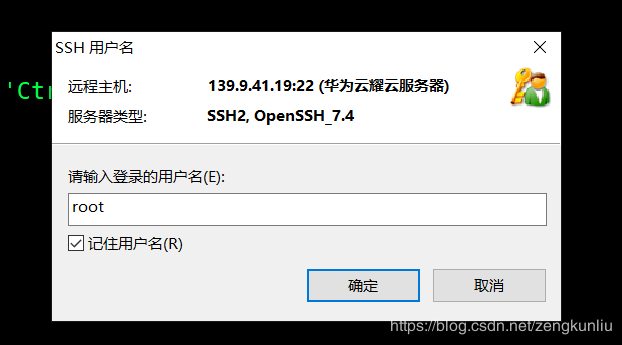 SSH 用户名
'Ctr
远程主机: 139.9.41.19:22 (华为云耀云服务器)
服务器类型: SSH2, OpenSSH_7.4
请输入登录的用户名(E):
root
记住用户名(R)
确定 取消
https://blog.csdn.net/zengkunliu